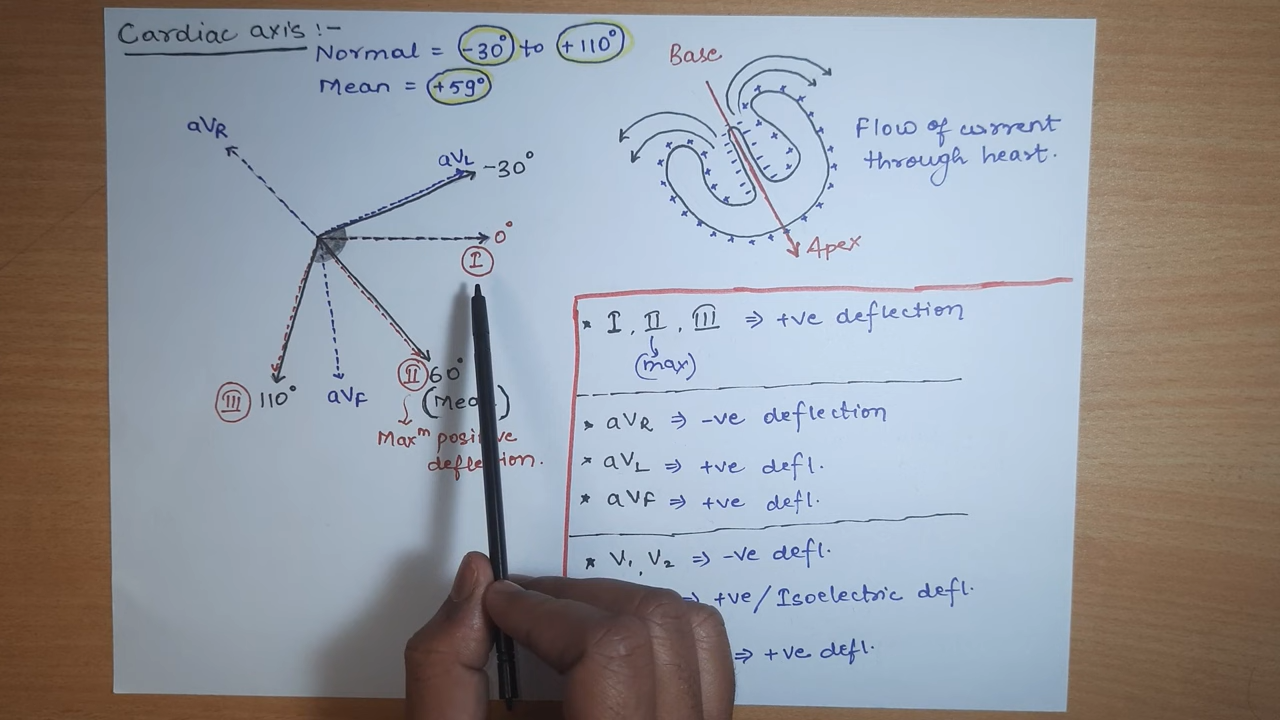 Cardiac axis :-
Normal = -30° to +110°
Mean = +59°
aVR
aVL -30°
0°
I
II 60°
III 110°
aVF
Maxᵐ positive
deflection.
Base
Apex
Flow of current
through heart.
* I, II, III ⇒ +ve deflection
(max)
* aVR ⇒ -ve deflection
* aVL ⇒ +ve defl.
* aVF ⇒ +ve defl.
* V₁, V₂ ⇒ -ve defl.
⇒ +ve/Isoelectric defl.
⇒ +ve defl.